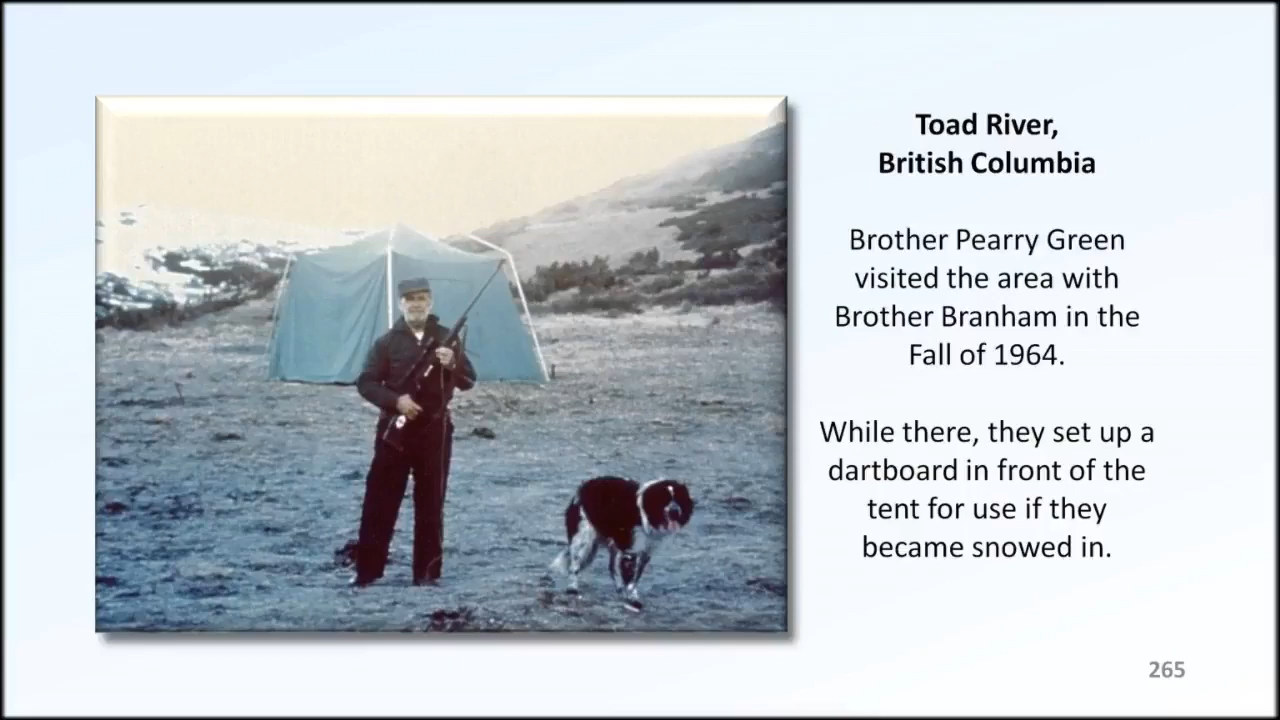 Toad River,
British Columbia
Brother Pearry Green
visited the area with
Brother Branham in the
Fall of 1964.
While there, they set up a
dartboard in front of the
tent for use if they
became snowed in.
265